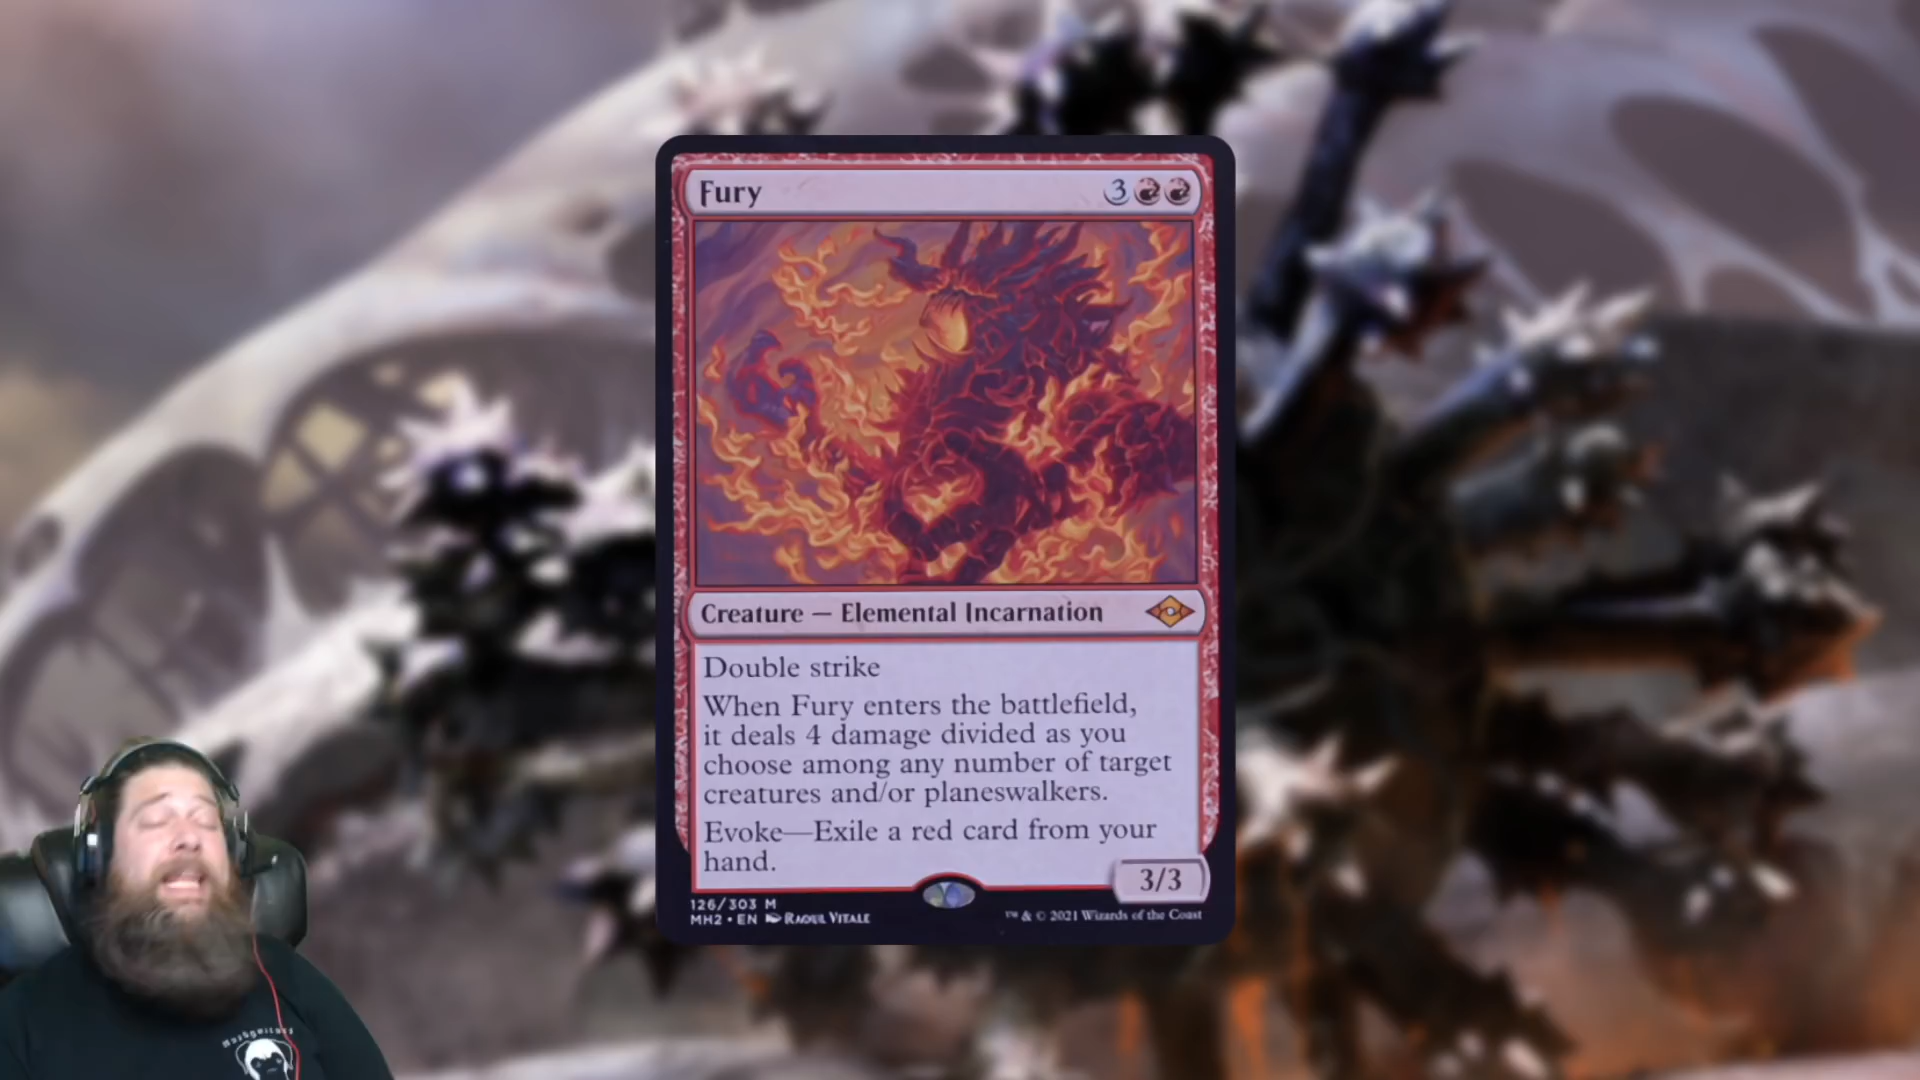 Fury
3
Creature — Elemental Incarnation
Double strike
When Fury enters the battlefield,
it deals 4 damage divided as you
choose among any number of target
creatures and/or planeswalkers.
Evoke—Exile a red card from your
hand.
3/3
126/303 M
MH2 • EN Raoul Vitale
™ & © 2021 Wizards of the Coast